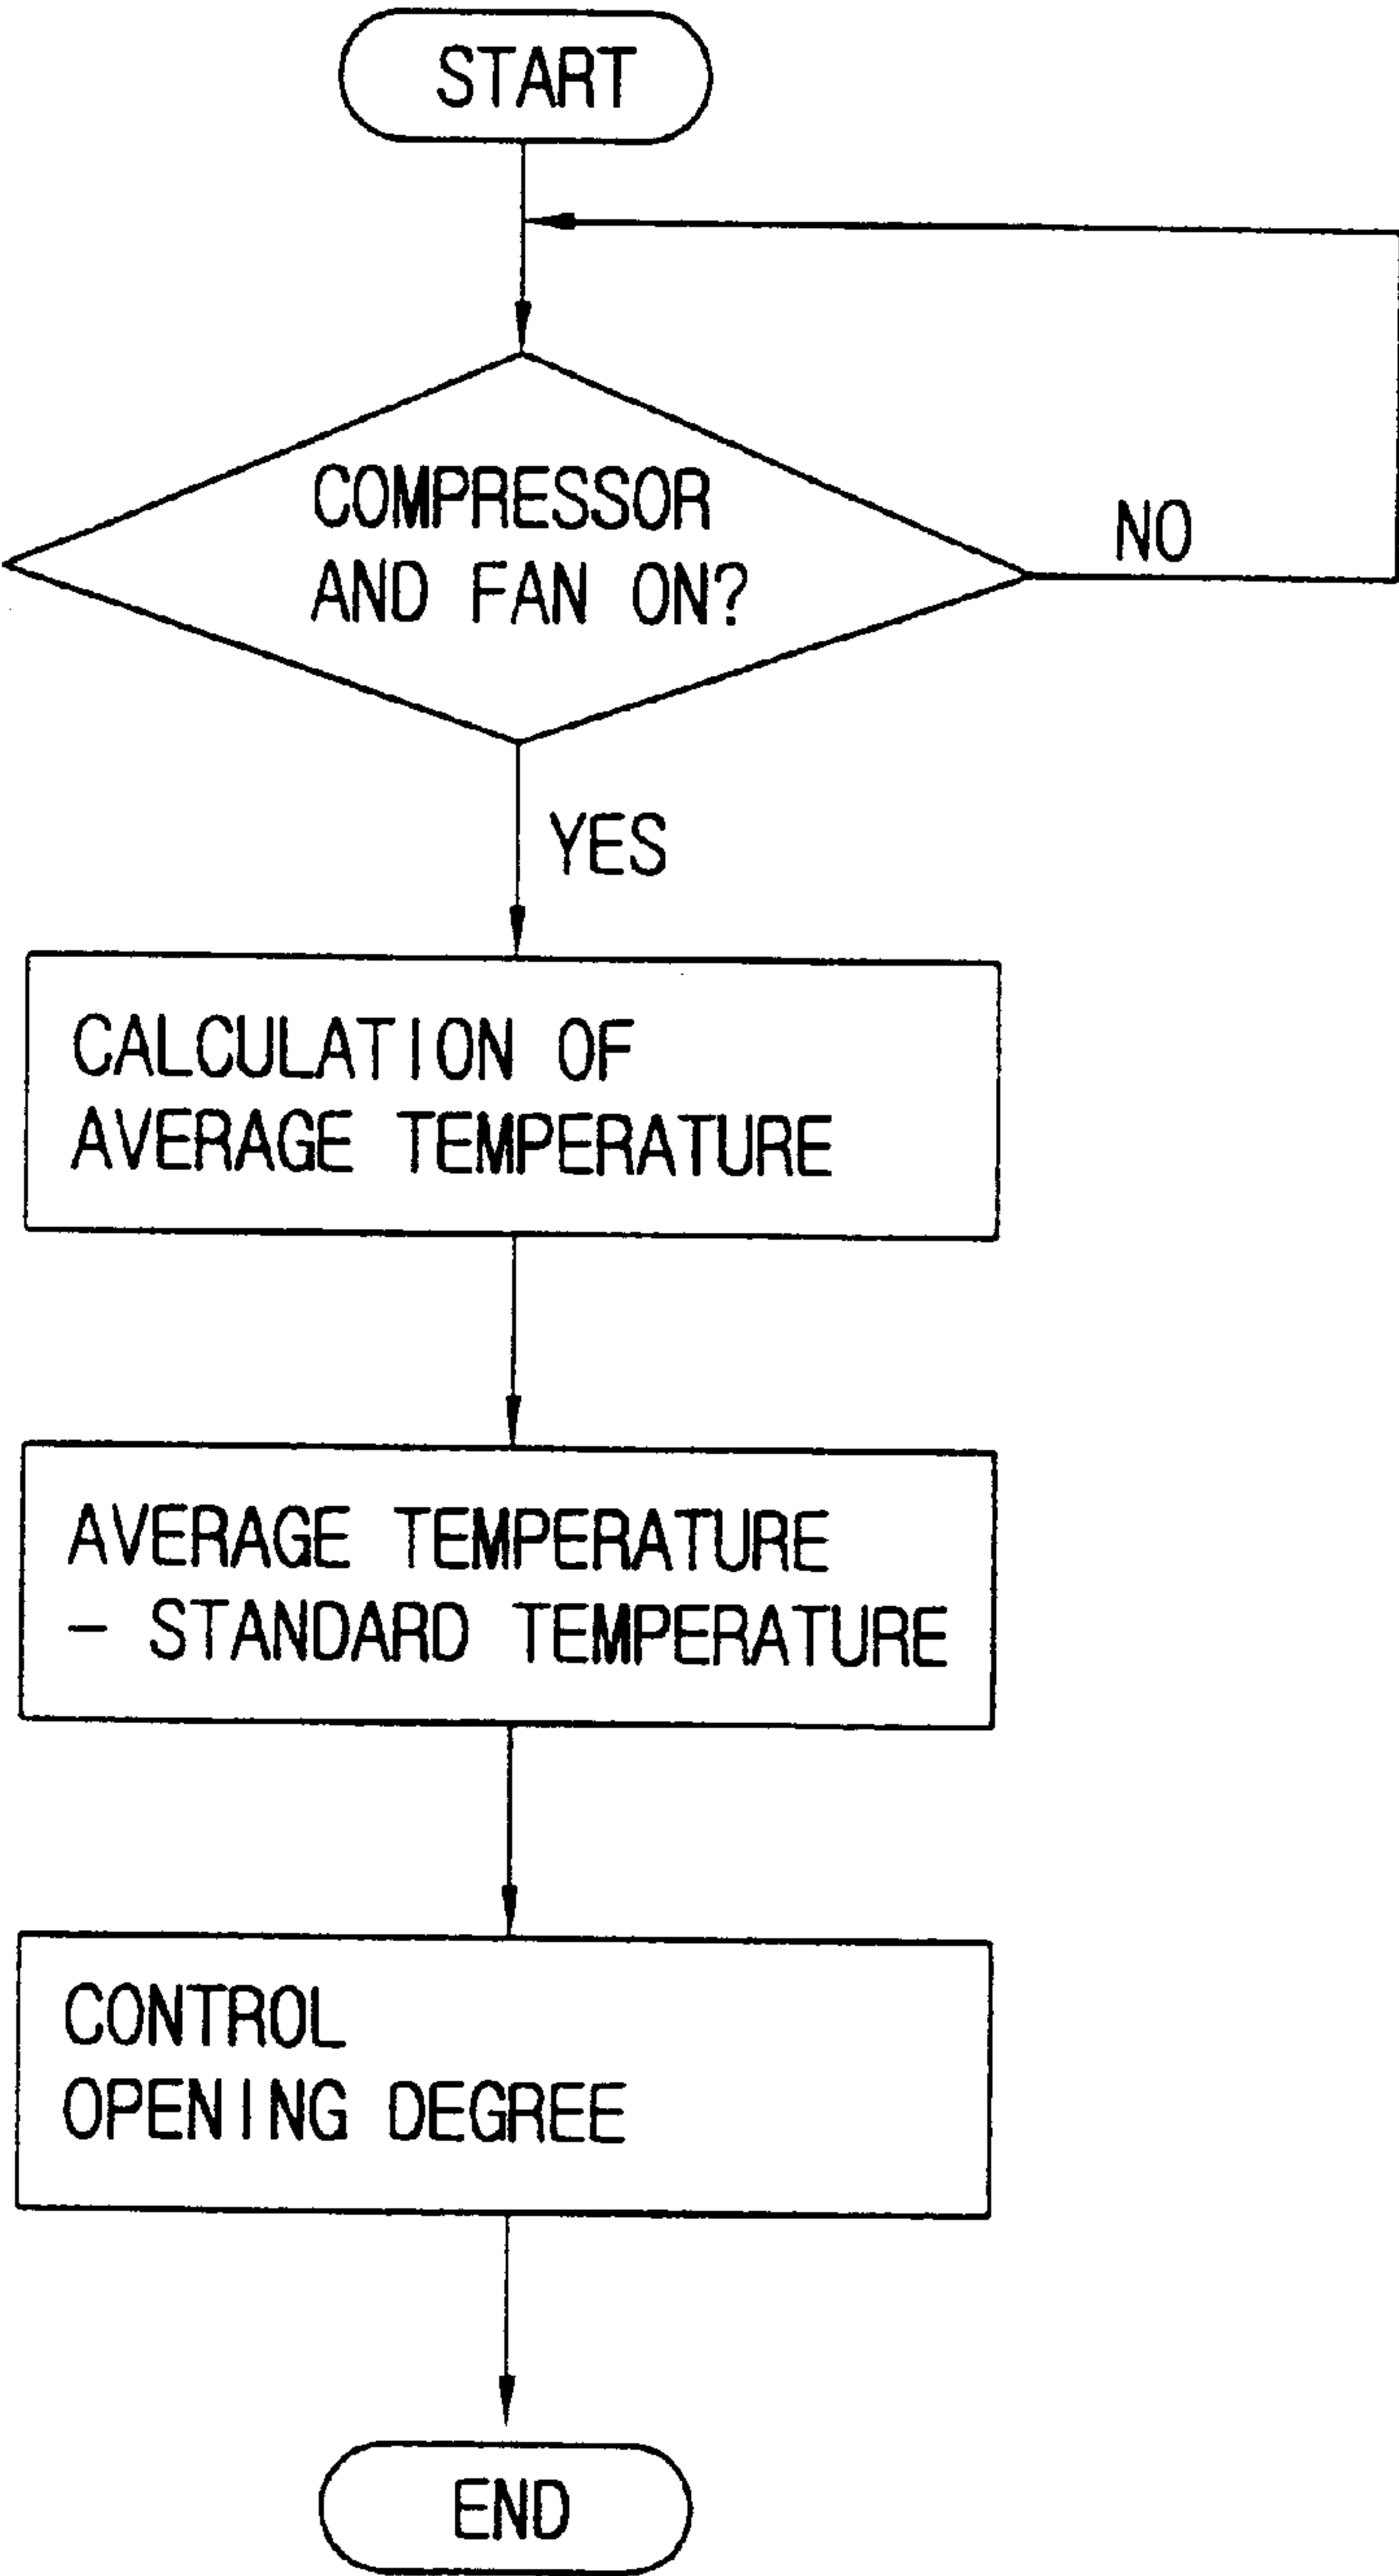 START
COMPRESSOR
AND FAN ON?
NO
YES
CALCULATION OF
AVERAGE TEMPERATURE
AVERAGE TEMPERATURE
- STANDARD TEMPERATURE
CONTROL
OPENING DEGREE
END